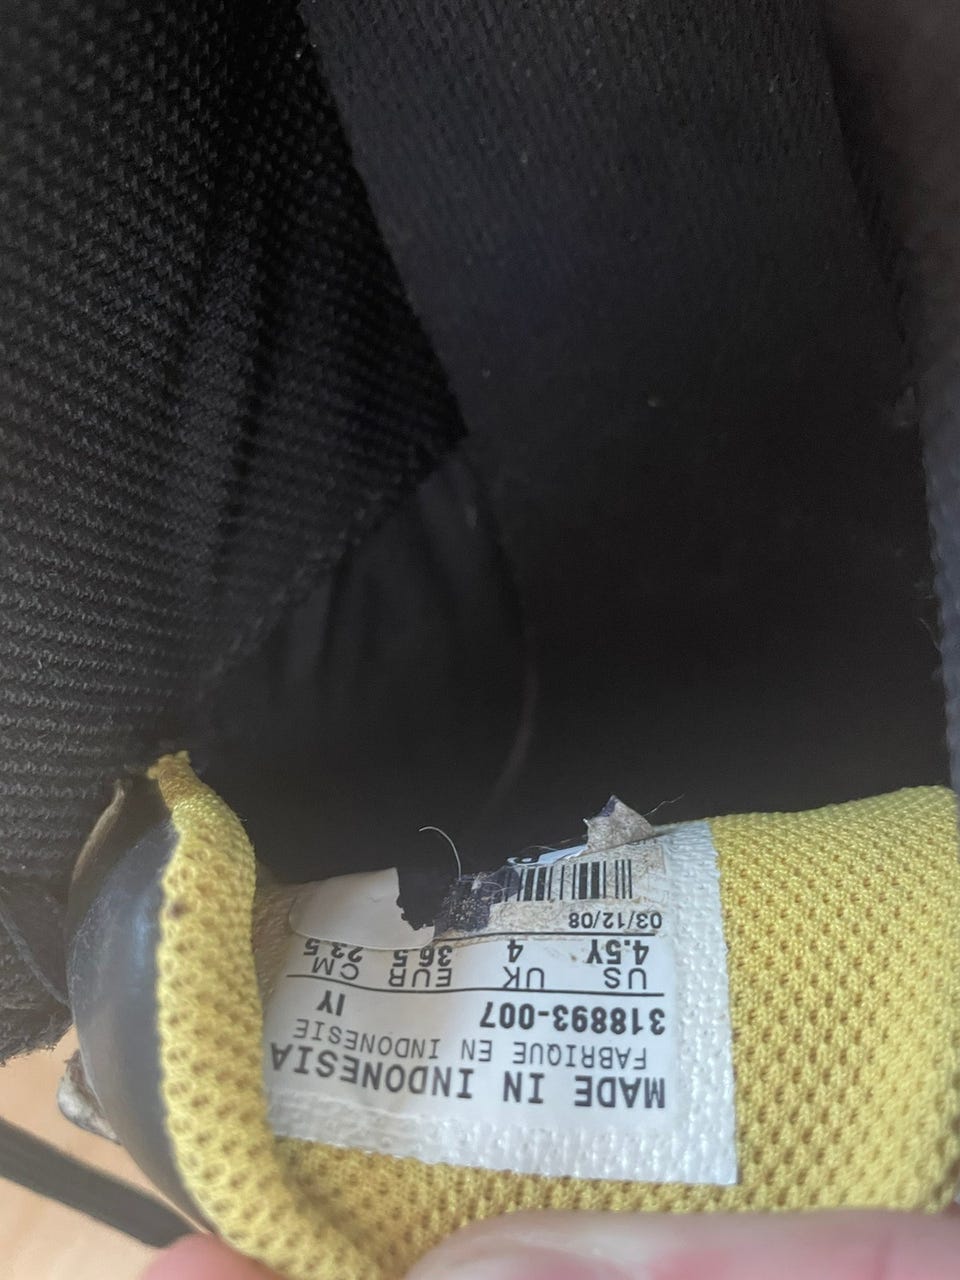 MADE IN INDONESIA
FABRIQUE EN INDONESIE
318893-007 IY
US UK EUR CM
4.5Y 4 36.5 23.5
03/12/08